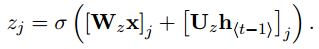 z_j = σ ( [W_z x]_j + [U_z h_{⟨t−1⟩}]_j ) .